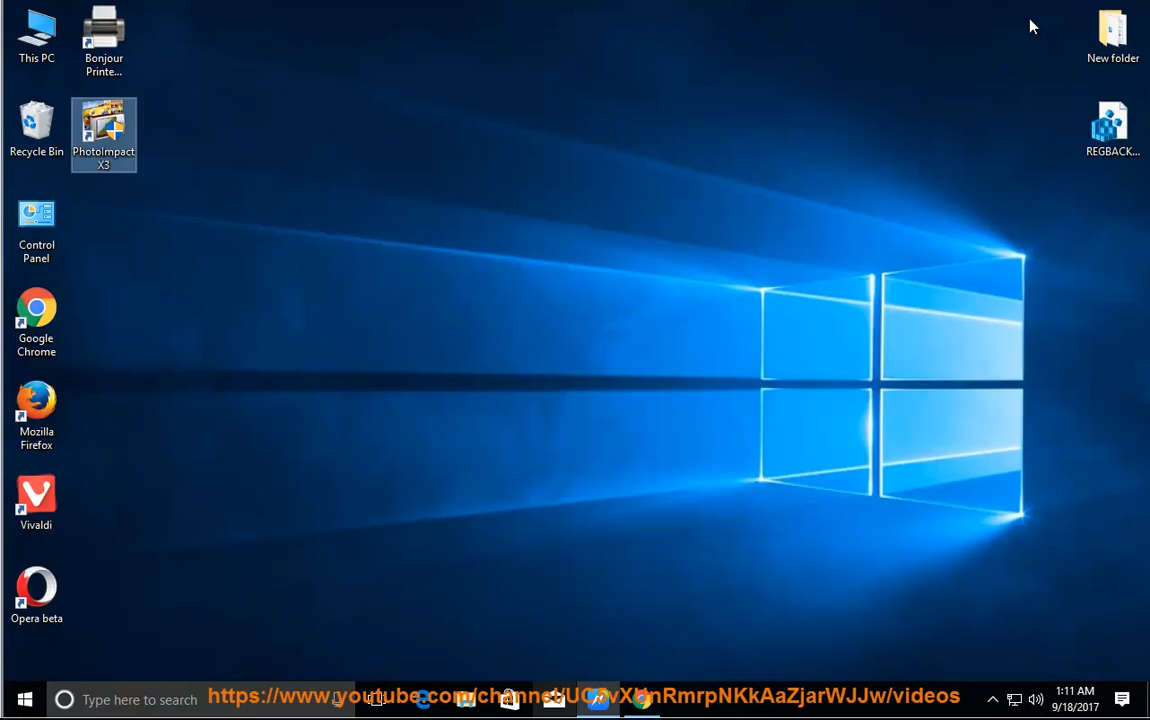 This PC
Bonjour
Printe...
New folder
Recycle Bin
PhotoImpact
X3
REGBACK...
Control
Panel
Google
Chrome
Mozilla
Firefox
Vivaldi
Opera beta
Type here to search
1:11 AM
9/18/2017